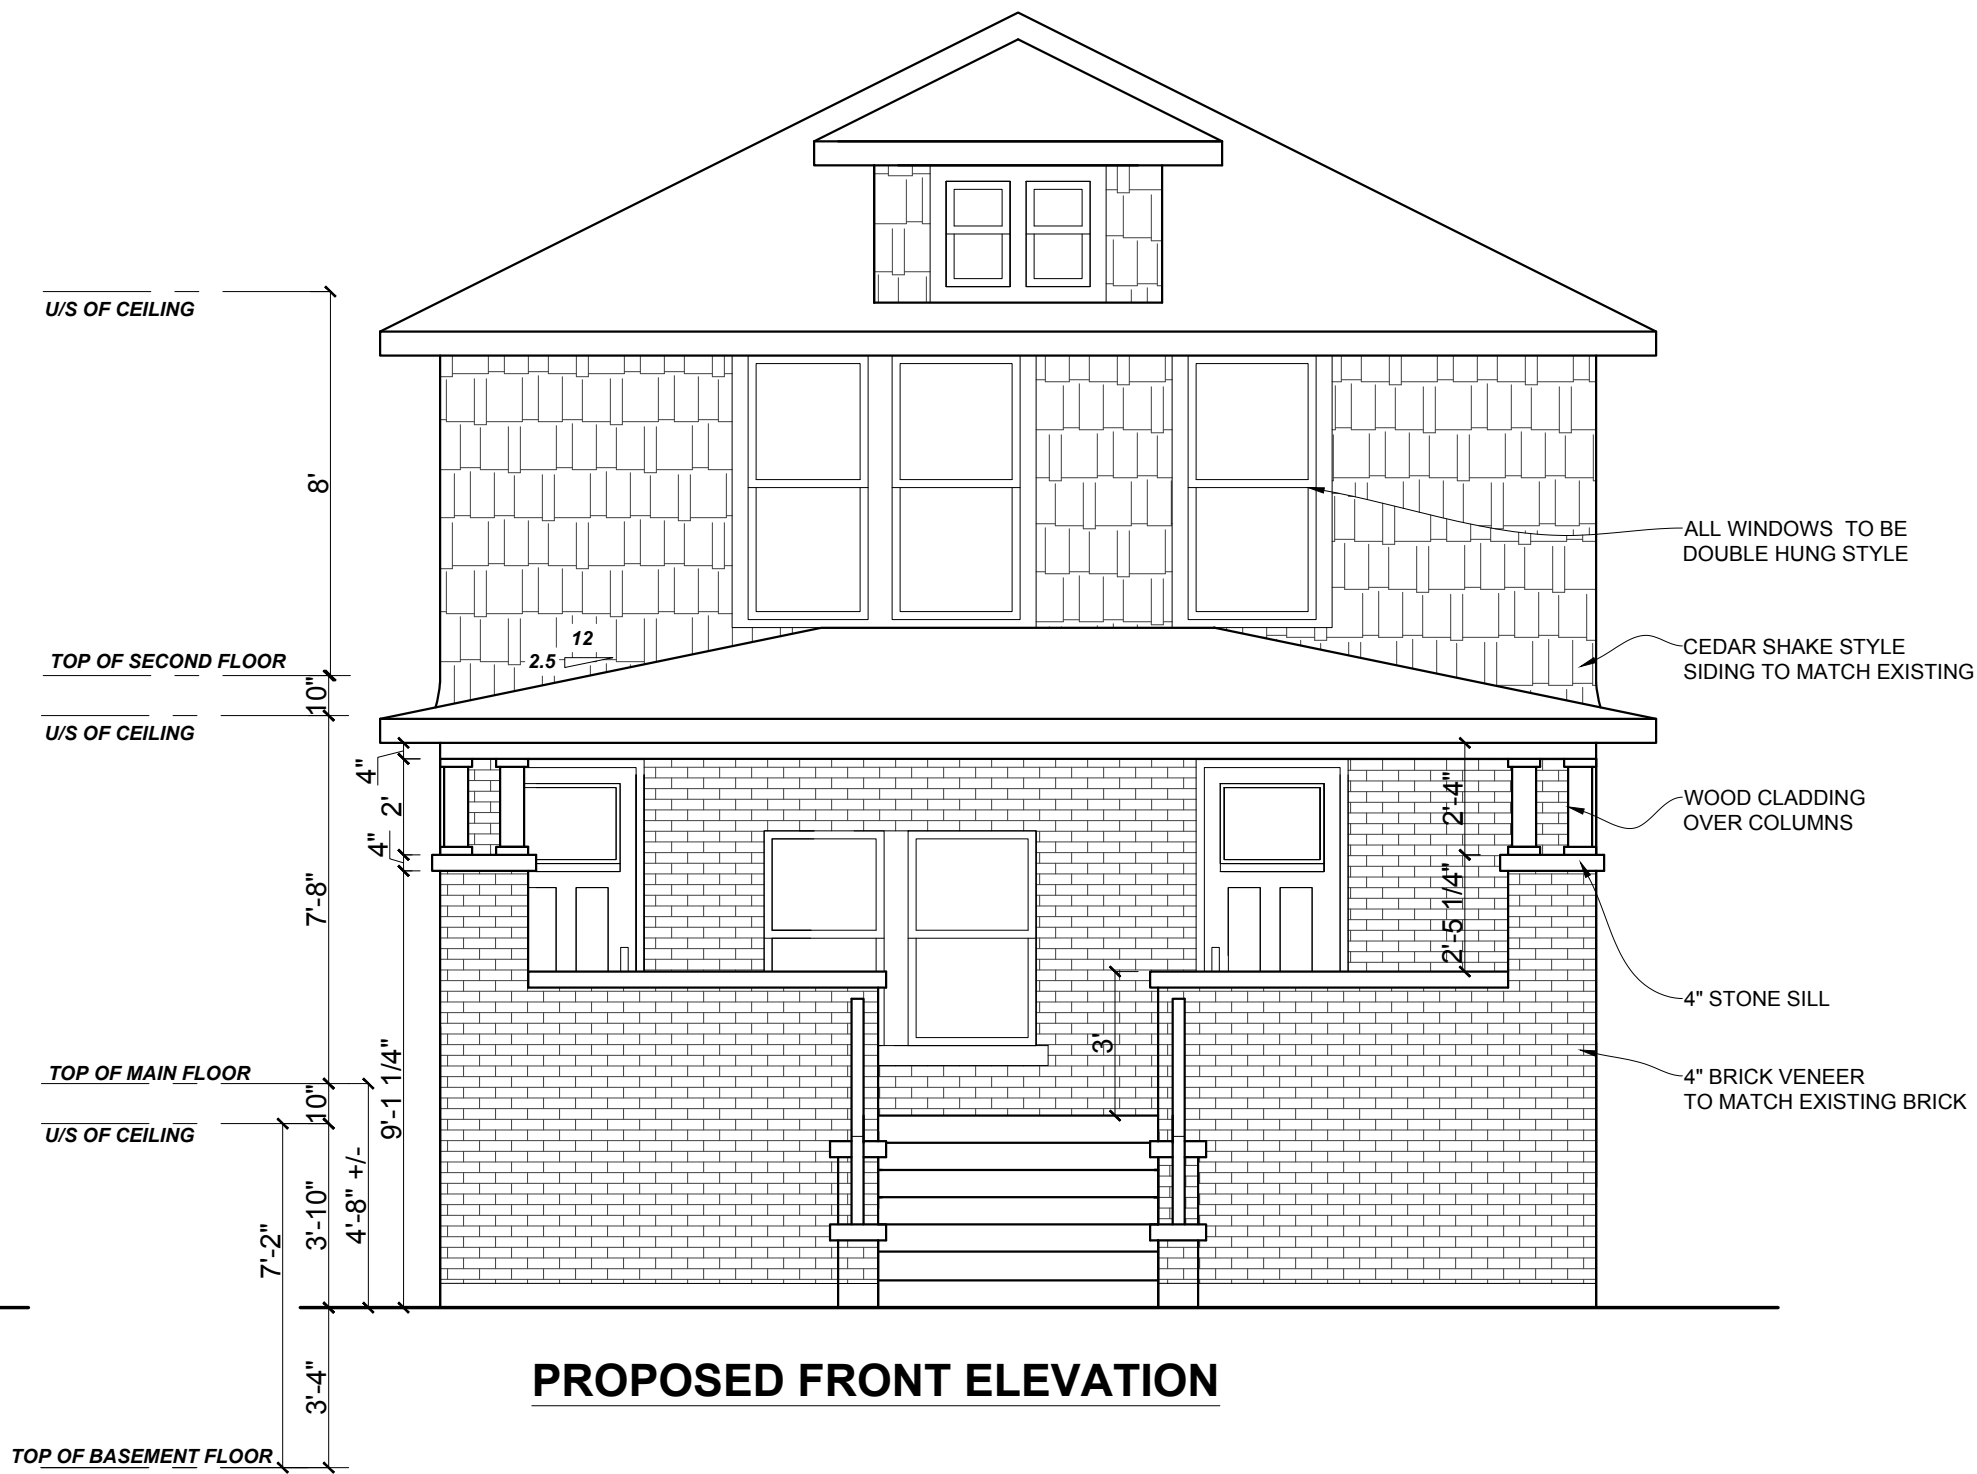 U/S OF CEILING
8'
ALL WINDOWS TO BE
DOUBLE HUNG STYLE
12
2.5
CEDAR SHAKE STYLE
SIDING TO MATCH EXISTING
TOP OF SECOND FLOOR
10"
U/S OF CEILING
4"
2'
4"
2'-4"
WOOD CLADDING
OVER COLUMNS
7'-8"
2'-5 1/4"
4" STONE SILL
9'-1 1/4"
3'
TOP OF MAIN FLOOR
10"
4" BRICK VENEER
TO MATCH EXISTING BRICK
U/S OF CEILING
7'-2"
3'-10"
4'-8" +/-
PROPOSED FRONT ELEVATION
3'-4"
TOP OF BASEMENT FLOOR